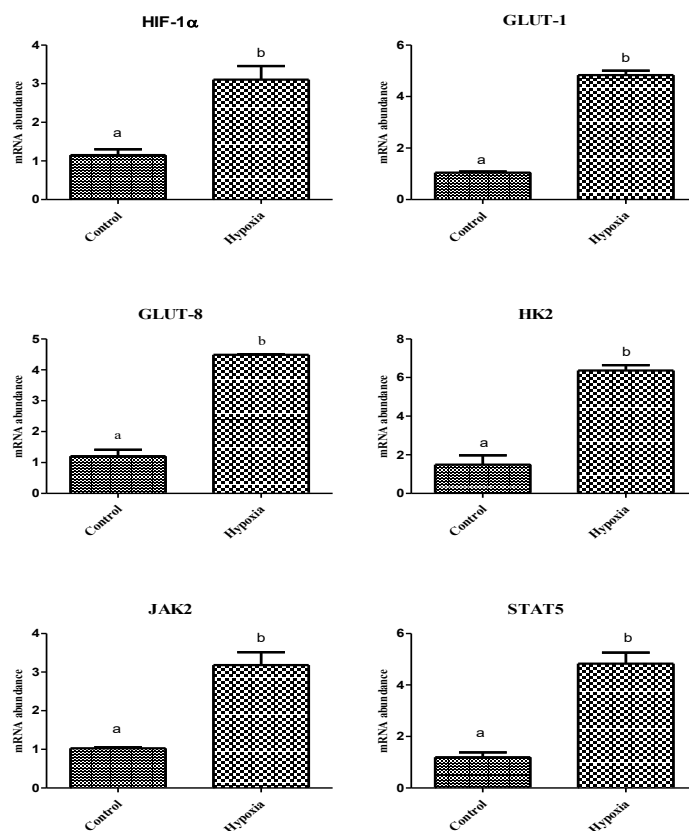 HIF-1α
mRNA abundance
4
3
2
1
0
a
b
Control
Hypoxia
GLUT-1
mRNA abundance
6
4
2
0
a
b
Control
Hypoxia
GLUT-8
mRNA abundance
5
4
3
2
1
0
a
b
Control
Hypoxia
HK2
mRNA abundance
8
6
4
2
0
a
b
Control
Hypoxia
JAK2
mRNA abundance
4
3
2
1
0
a
b
Control
Hypoxia
STAT5
mRNA abundance
6
4
2
0
a
b
Control
Hypoxia